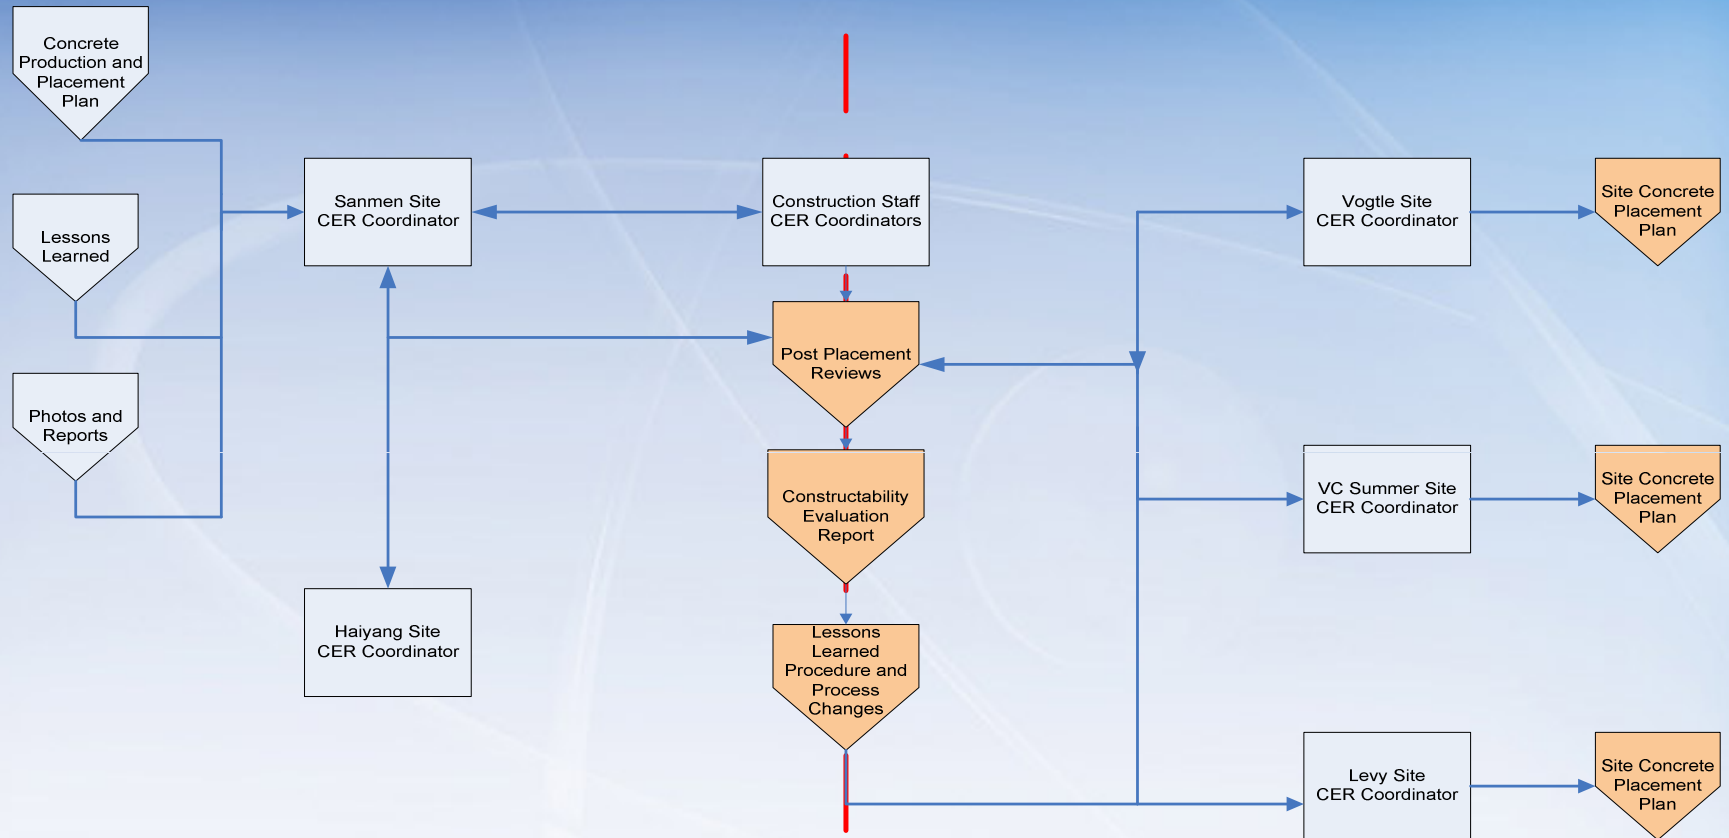 Concrete
Production and
Placement
Plan
Lessons
Learned
Photos and
Reports
Sanmen Site
CER Coordinator
Haiyang Site
CER Coordinator
Construction Staff
CER Coordinators
Post Placement
Reviews
Constructability
Evaluation
Report
Lessons
Learned
Procedure and
Process
Changes
Vogtle Site
CER Coordinator
Site Concrete
Placement
Plan
VC Summer Site
CER Coordinator
Site Concrete
Placement
Plan
Levy Site
CER Coordinator
Site Concrete
Placement
Plan